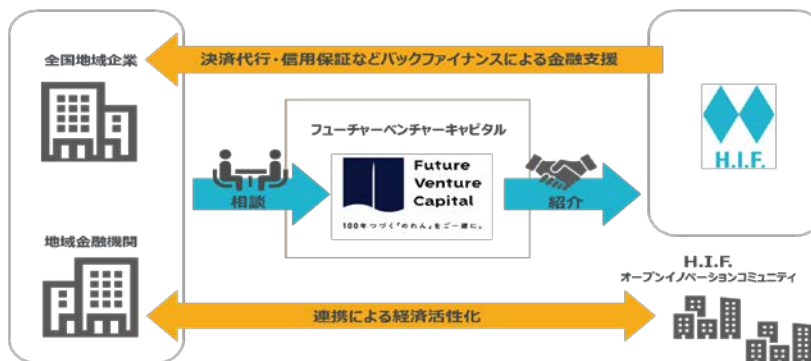 全国地域企業
決済代行・信用保証などバックファイナンスによる金融支援
フューチャーベンチャーキャピタル
H.I.F.
相談
Future
Venture
Capital
100年つづく「のれん」をご一緒に。
紹介
地域金融機関
H.I.F.
オープンイノベーションコミュニティ
連携による経済活性化